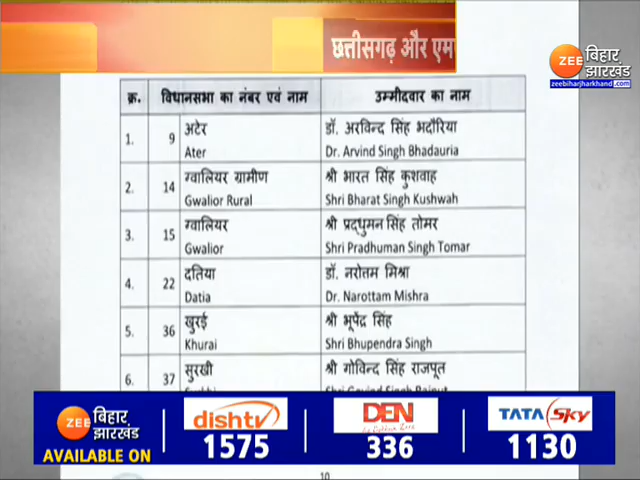 छत्तीसगढ़ और एम
ZEE बिहार
झारखंड
zeebiharjharkhand.com
क्र. विधानसभा का नंबर एवं नाम उम्मीदवार का नाम
1. 9 अटेर डॉ. अरविन्द सिंह भदौरिया
Ater Dr. Arvind Singh Bhadauria
2. 14 ग्वालियर ग्रामीण श्री भारत सिंह कुशवाह
Gwalior Rural Shri Bharat Singh Kushwah
3. 15 ग्वालियर श्री प्रद्धुमन सिंह तोमर
Gwalior Shri Pradhuman Singh Tomar
4. 22 दतिया डॉ. नरोतम मिश्रा
Datia Dr. Narottam Mishra
5. 36 खुरई श्री भूपेंद्र सिंह
Khurai Shri Bhupendra Singh
6. 37 सुरखी श्री गोविन्द सिंह राजपूत
ZEE बिहार
झारखंड
AVAILABLE ON
dishtv
1575
DEN
336
TATA Sky
1130
10